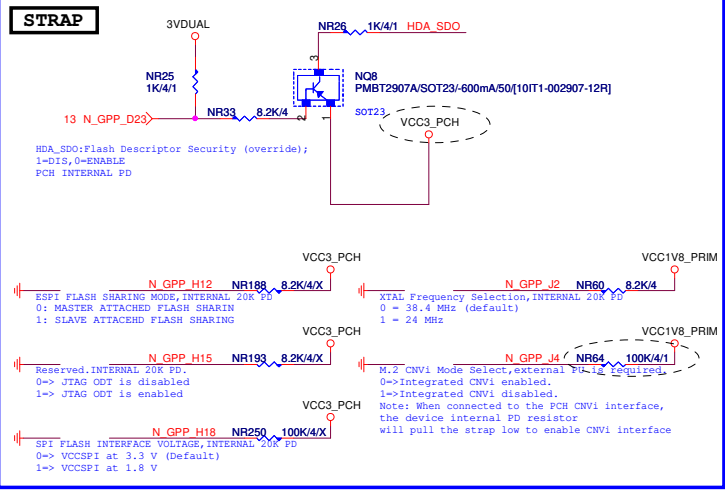 STRAP
3VDUAL
NR26 1K/4/1 HDA_SDO
3
NR25
1K/4/1
NQ8
PMBT2907A/SOT23/-600mA/50/[10IT1-002907-12R]
SOT23
13 N_GPP_D23
NR33 8.2K/4
2
1
VCC3_PCH
HDA_SDO:Flash Descriptor Security (override);
1=DIS,0=ENABLE
PCH INTERNAL PD
VCC3_PCH
N_GPP_H12 NR188 8.2K/4/X
ESPI FLASH SHARING MODE,INTERNAL 20K PD
0: MASTER ATTACHED FLASH SHARIN
1: SLAVE ATTACEHD FLASH SHARING
VCC1V8_PRIM
N_GPP_J2 NR60 8.2K/4
XTAL Frequency Selection,INTERNAL 20K PD
0 = 38.4 MHz (default)
1 = 24 MHz
VCC3_PCH
N_GPP_H15 NR193 8.2K/4/X
Reserved.INTERNAL 20K PD.
0=> JTAG ODT is disabled
1=> JTAG ODT is enabled
VCC1V8_PRIM
N_GPP_J4 NR64 100K/4/1
M.2 CNVi Mode Select,external PU is required.
0=>Integrated CNVi enabled.
1=>Integrated CNVi disabled.
Note: When connected to the PCH CNVi interface,
the device internal PD resistor
will pull the strap low to enable CNVi interface
VCC3_PCH
N_GPP_H18 NR250 100K/4/X
SPI FLASH INTERFACE VOLTAGE,INTERNAL 20K PD
0=> VCCSPI at 3.3 V (Default)
1=> VCCSPI at 1.8 V